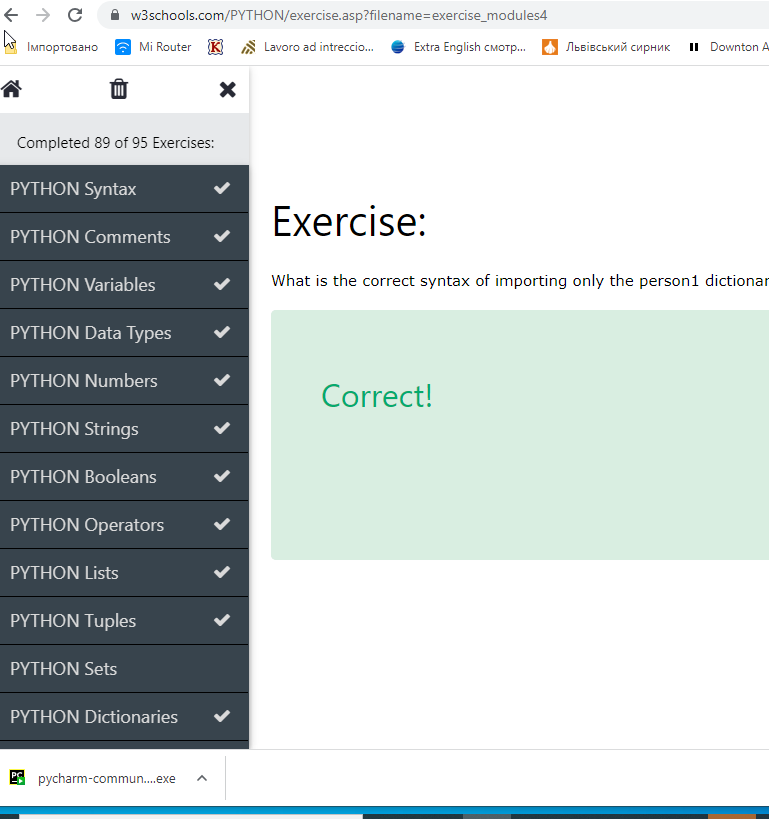 w3schools.com/PYTHON/exercise.asp?filename=exercise_modules4
Імпортовано Mi Router K Lavoro ad intreccio... Extra English смотр... Львівський сирник Downton A
Completed 89 of 95 Exercises:
PYTHON Syntax
PYTHON Comments
PYTHON Variables
PYTHON Data Types
PYTHON Numbers
PYTHON Strings
PYTHON Booleans
PYTHON Operators
PYTHON Lists
PYTHON Tuples
PYTHON Sets
PYTHON Dictionaries
Exercise:
What is the correct syntax of importing only the person1 dictionar
Correct!
PC pycharm-commun....exe